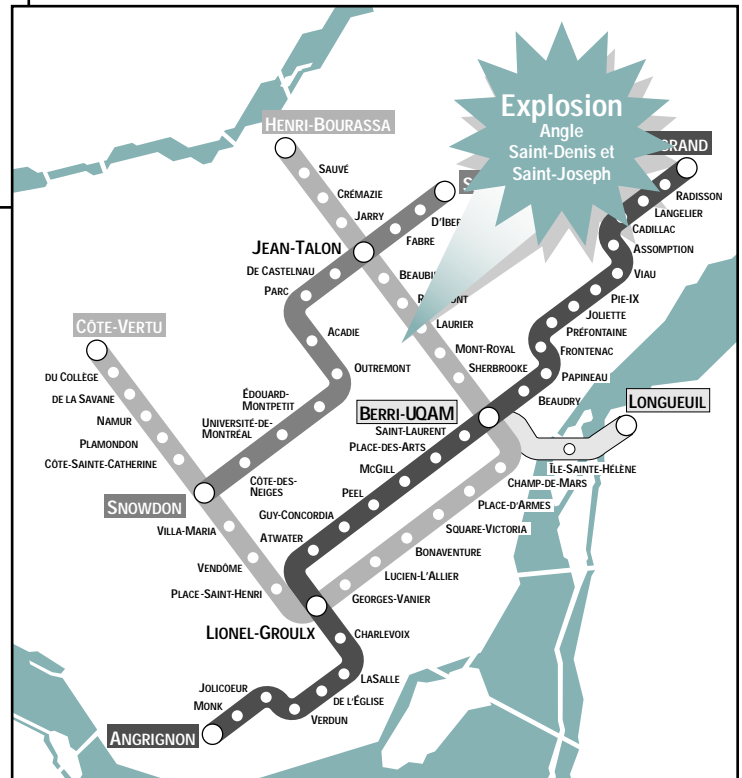 Explosion
Angle
Saint-Denis et
Saint-Joseph
HENRI-BOURASSA
SAUVÉ
CRÉMAZIE
JARRY
JEAN-TALON
D'IBER
FABRE
DE CASTELNAU
PARC
ACADIE
OUTREMONT
ÉDOUARD-
MONTPETIT
UNIVERSITÉ-DE-
MONTRÉAL
CÔTE-DES-
NEIGES
SNOWDON
CÔTE-VERTU
DU COLLÈGE
DE LA SAVANE
NAMUR
PLAMONDON
CÔTE-SAINTE-CATHERINE
VILLA-MARIA
VENDÔME
PLACE-SAINT-HENRI
LIONEL-GROULX
BEAUBI
LAURIER
MONT-ROYAL
SHERBROOKE
BERRI-UQAM
GRAND
RADISSON
LANGELIER
CADILLAC
ASSOMPTION
VIAU
PIE-IX
JOLIETTE
PRÉFONTAINE
FRONTENAC
PAPINEAU
BEAUDRY
LONGUEUIL
ÎLE-SAINTE-HÉLÈNE
SAINT-LAURENT
PLACE-DES-ARTS
MCGILL
PEEL
GUY-CONCORDIA
ATWATER
CHAMP-DE-MARS
PLACE-D'ARMES
SQUARE-VICTORIA
BONAVENTURE
LUCIEN-L'ALLIER
GEORGES-VANIER
CHARLEVOIX
LASALLE
DE L'ÉGLISE
VERDUN
JOLICOEUR
MONK
ANGRIGNON